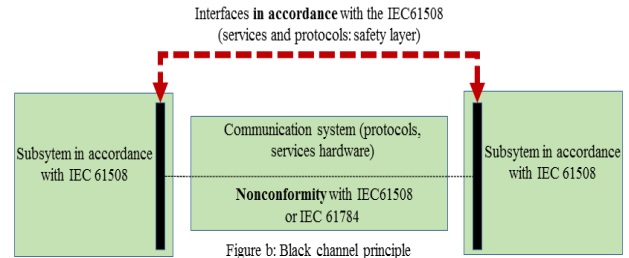 Interfaces in accordance with the IEC61508
(services and protocols: safety layer)
Subsytem in accordance
with IEC 61508
Communication system (protocols,
services hardware)
Nonconformity with IEC61508
or IEC 61784
Subsystem in accordance
with IEC 61508
Figure b: Black channel principle